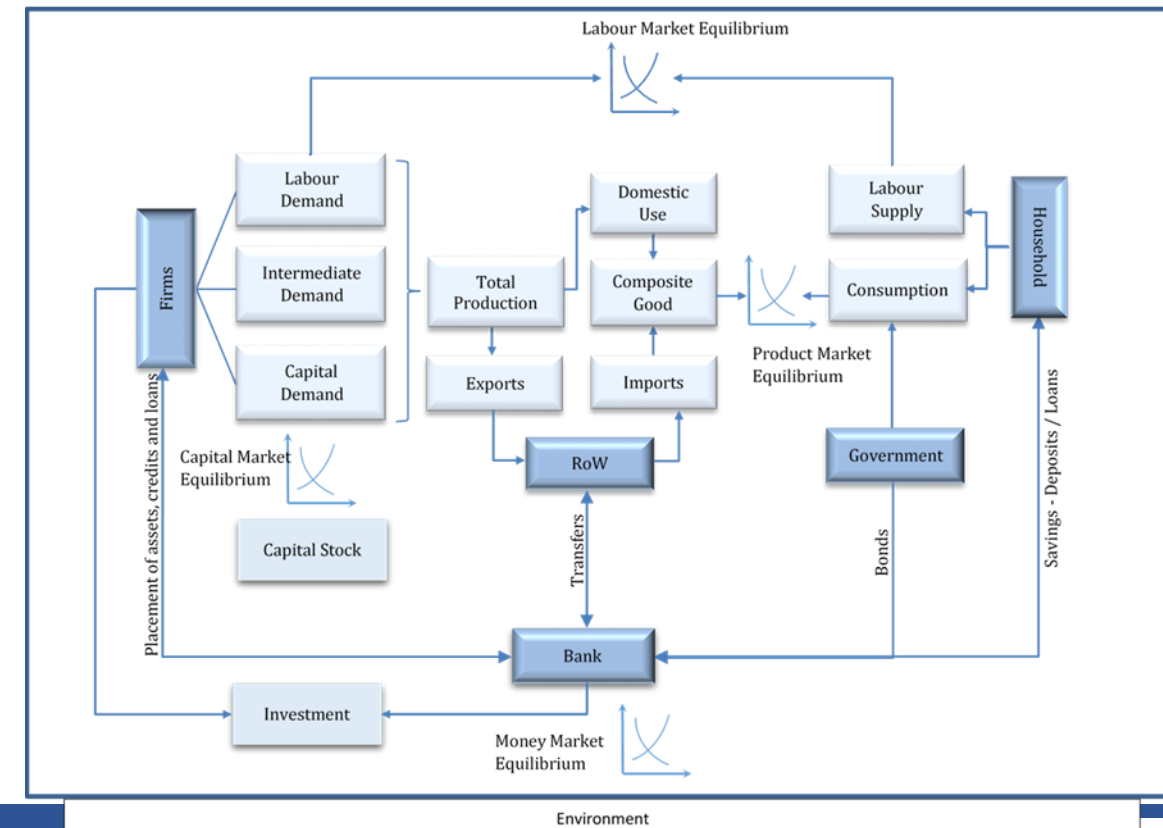 Labour Market Equilibrium
Labour
Demand
Domestic
Use
Labour
Supply
Household
Firms
Intermediate
Demand
Total
Production
Composite
Good
Consumption
Product Market
Equilibrium
Capital
Demand
Exports
Imports
Capital Market
Equilibrium
RoW
Government
Placement of assets, credits and loans
Capital Stock
Transfers
Bonds
Savings - Deposits / Loans
Bank
Investment
Money Market
Equilibrium
Environment